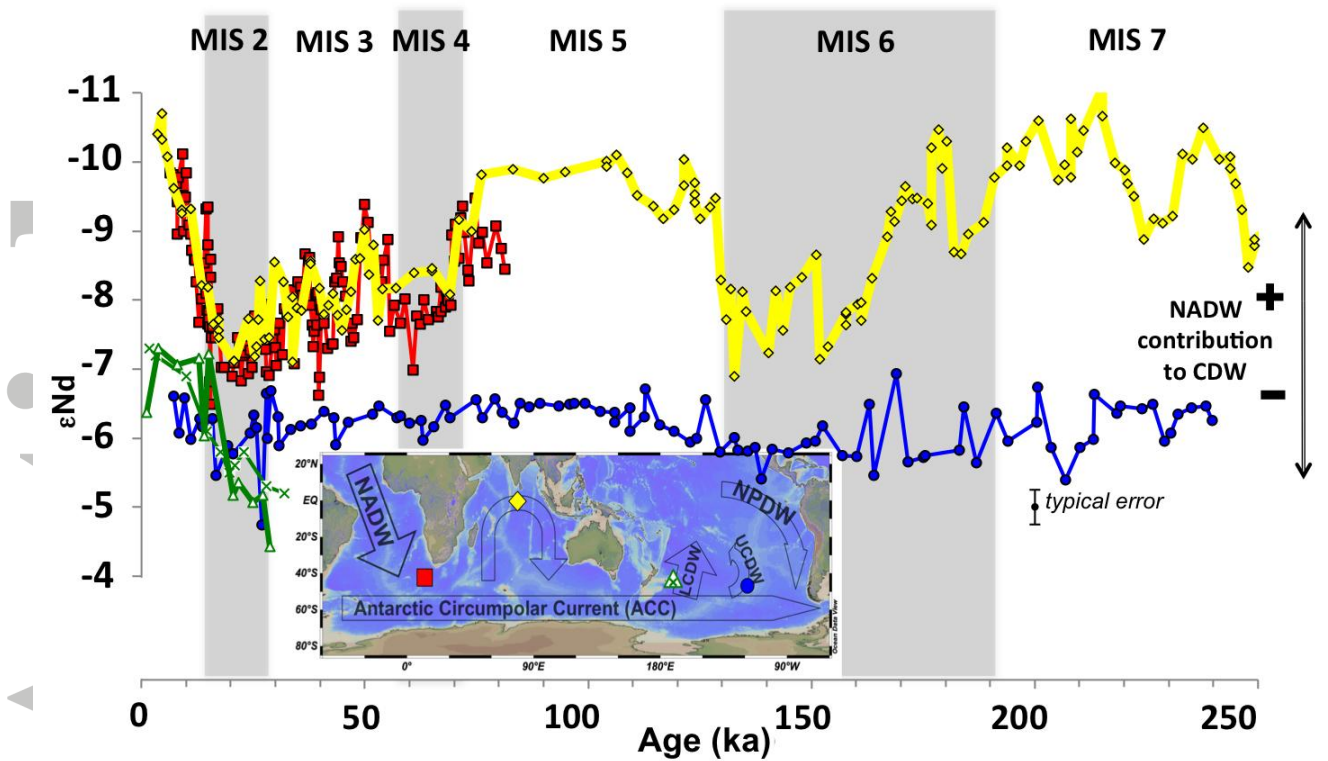 MIS 2 MIS 3 MIS 4 MIS 5 MIS 6 MIS 7
-11
-10
-9
-8
-7
-6
-5
-4
εNd
+
NADW
contribution
to CDW
-
typical error
20°N
EQ
20°S
40°S
60°S
80°S
NADW
NPDW
LCDW
UCDW
Antarctic Circumpolar Current (ACC)
Ocean Data View
0° 90°E 180°E 90°W
0 50 100 150 200 250
Age (ka)